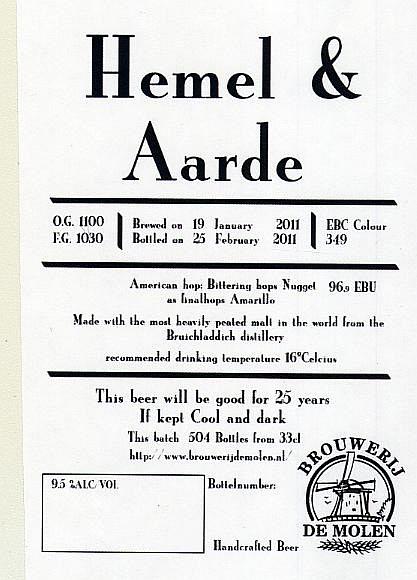 Hemel &
Aarde
O.G. 1100
F.G. 1030
Brewed on 19 January 2011
Bottled on 25 February 2011
EBC Colour
349
American hop: Bittering hops Nugget 96,9 EBU
as finalhops Amarillo
Made with the most heavily peated malt in the world from the
Bruichladdich distillery
recommended drinking temperature 16°Celcius
This beer will be good for 25 years
If kept Cool and dark
This batch 504 Bottles from 33cl
http://www.brouwerijdemolen.nl/
9.5 %ALC/VOL
Bottelnumber:
BROUWERIJ
DE MOLEN
Handcrafted Beer